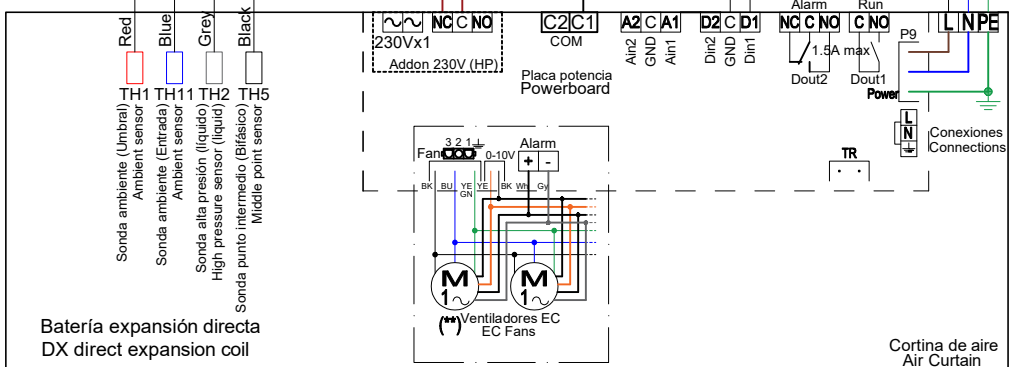 Alarm
Run
Red
Blue
Grey
Black
NC C NO
C2 C1
A2 C A1
D2 C D1
NC C NO
C NO
L N PE
230Vx1
Addon 230V (HP)
COM
Ain2
GND
Ain1
Din2
GND
Din1
1.5A max
Dout2
Dout1
P9
Power
Placa potencia
Powerboard
TH1
TH11
TH2
TH5
Sonda ambiente (Umbral)
Ambient sensor
Sonda ambiente (Entrada)
Ambient sensor
Sonda alta presión (liquido)
High pressure sensor (liquid)
Sonda punto intermedio (Bifásico)
Middle point sensor
L
N
Conexiones
Connections
TR
3 2 1
Fan
0-10V
Alarm
+ -
BK BU YE GN YE BK Wh Gy
M
1
M
1
(**)
Ventiladores EC
EC Fans
Batería expansión directa
DX direct expansion coil
Cortina de aire
Air Curtain